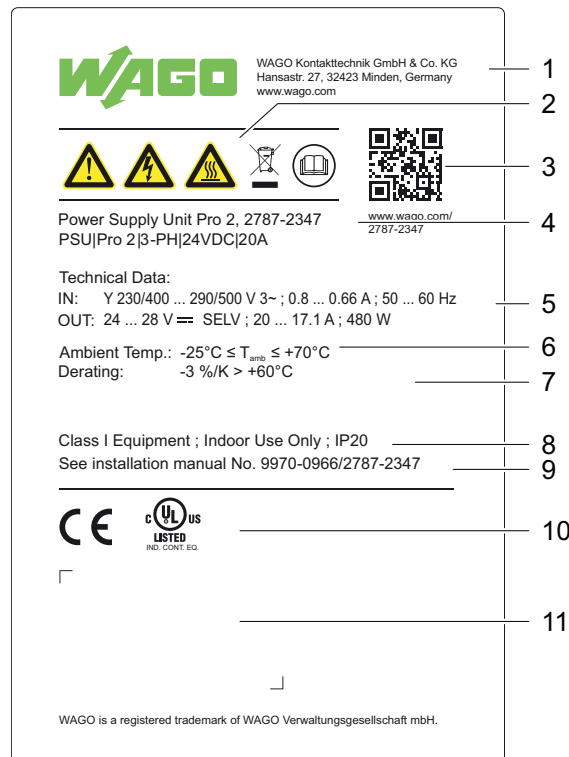 WAGO
WAGO Kontakttechnik GmbH & Co. KG
Hansastr. 27, 32423 Minden, Germany
www.wago.com
1
2
3
Power Supply Unit Pro 2, 2787-2347
PSU|Pro 2|3-PH|24VDC|20A
www.wago.com/
2787-2347
4
Technical Data:
IN: Y 230/400 ... 290/500 V 3~ ; 0.8 ... 0.66 A ; 50 ... 60 Hz
5
OUT: 24 ... 28 V ⎓ SELV ; 20 ... 17.1 A ; 480 W
Ambient Temp.: -25°C ≤ Tamb ≤ +70°C
6
Derating: -3 %/K > +60°C
7
Class I Equipment ; Indoor Use Only ; IP20
8
See installation manual No. 9970-0966/2787-2347
9
CE
C UL US
LISTED
IND. CONT. EQ.
10
11
WAGO is a registered trademark of WAGO Verwaltungsgesellschaft mbH.